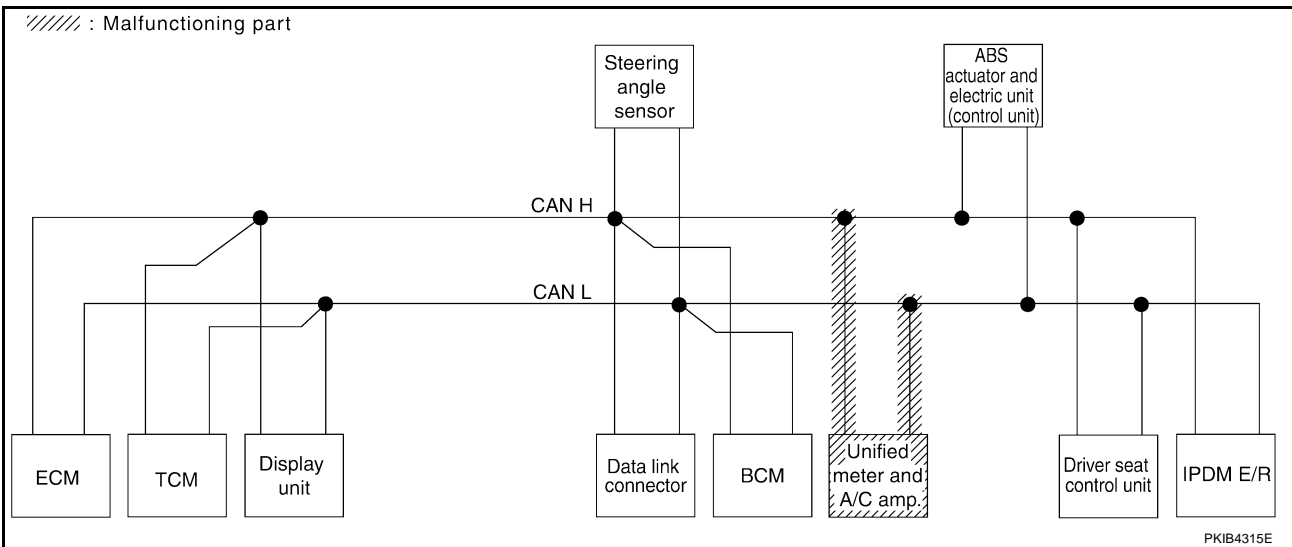 : Malfunctioning part
Steering
angle
sensor
ABS
actuator and
electric unit
(control unit)
CAN H
CAN L
ECM
TCM
Display
unit
Data link
connector
BCM
Unified
meter and
A/C amp.
Driver seat
control unit
IPDM E/R
PKIB4315E